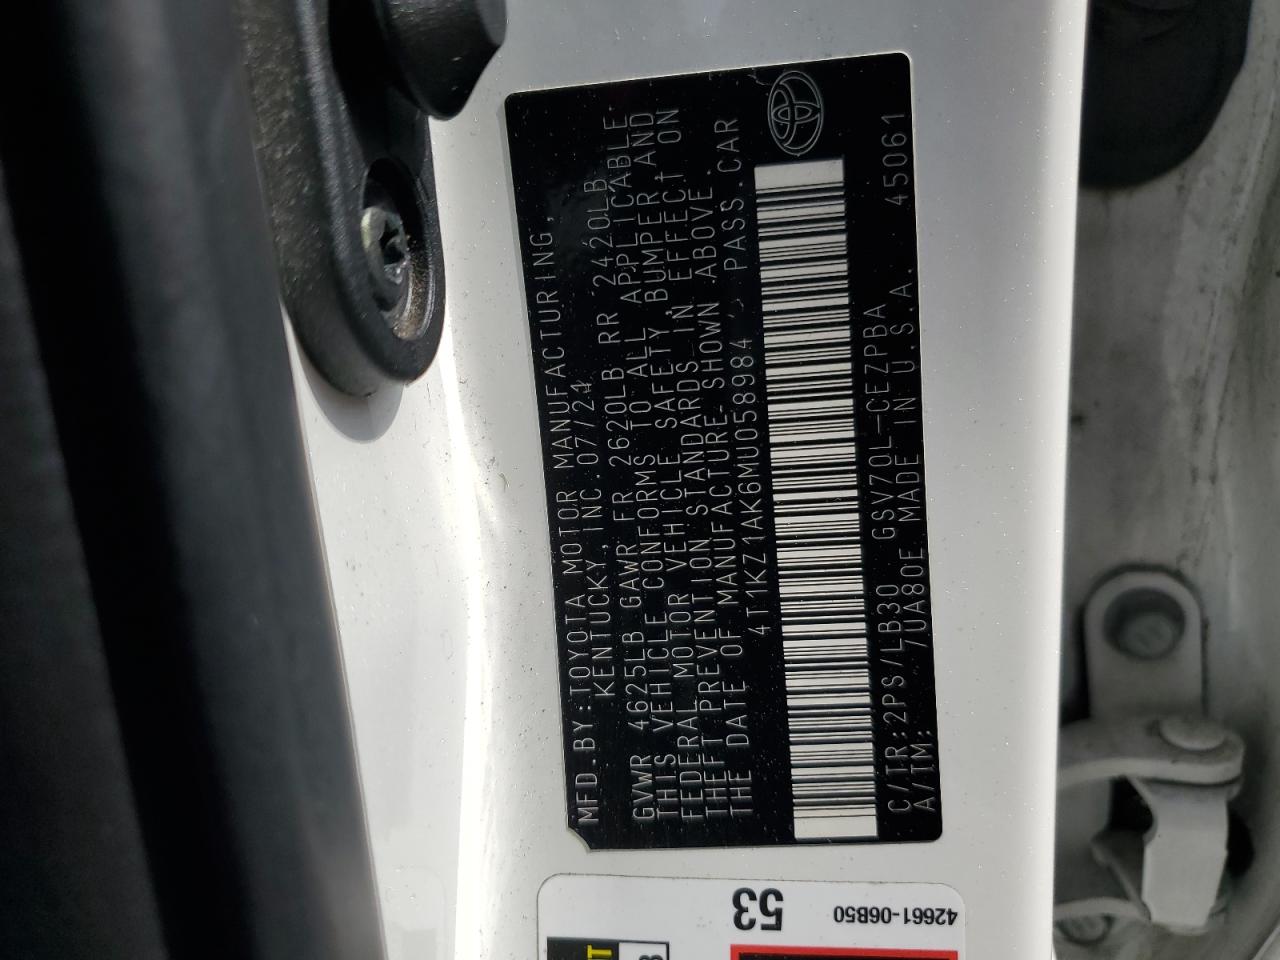 MFD.BY:TOYOTA MOTOR MANUFACTURING,
KENTUCKY, INC. 07/24
GVWR 4625LB GAWR FR 2620LB RR 2420LB
THIS VEHICLE CONFORMS TO ALL APPLICABLE
FEDERAL MOTOR VEHICLE SAFETY,BUMPER AND
THEFT PREVENTION STANDARDS IN EFFECT ON
THE DATE OF MANUFACTURE SHOWN ABOVE.
4T1KZ1AK6MU058984 PASS.CAR
C/TR:2PS/LB30 GSV70L-CEZPBA 45061
A/TM: /UA80E MADE IN U.S.A.
53
42661-06B50